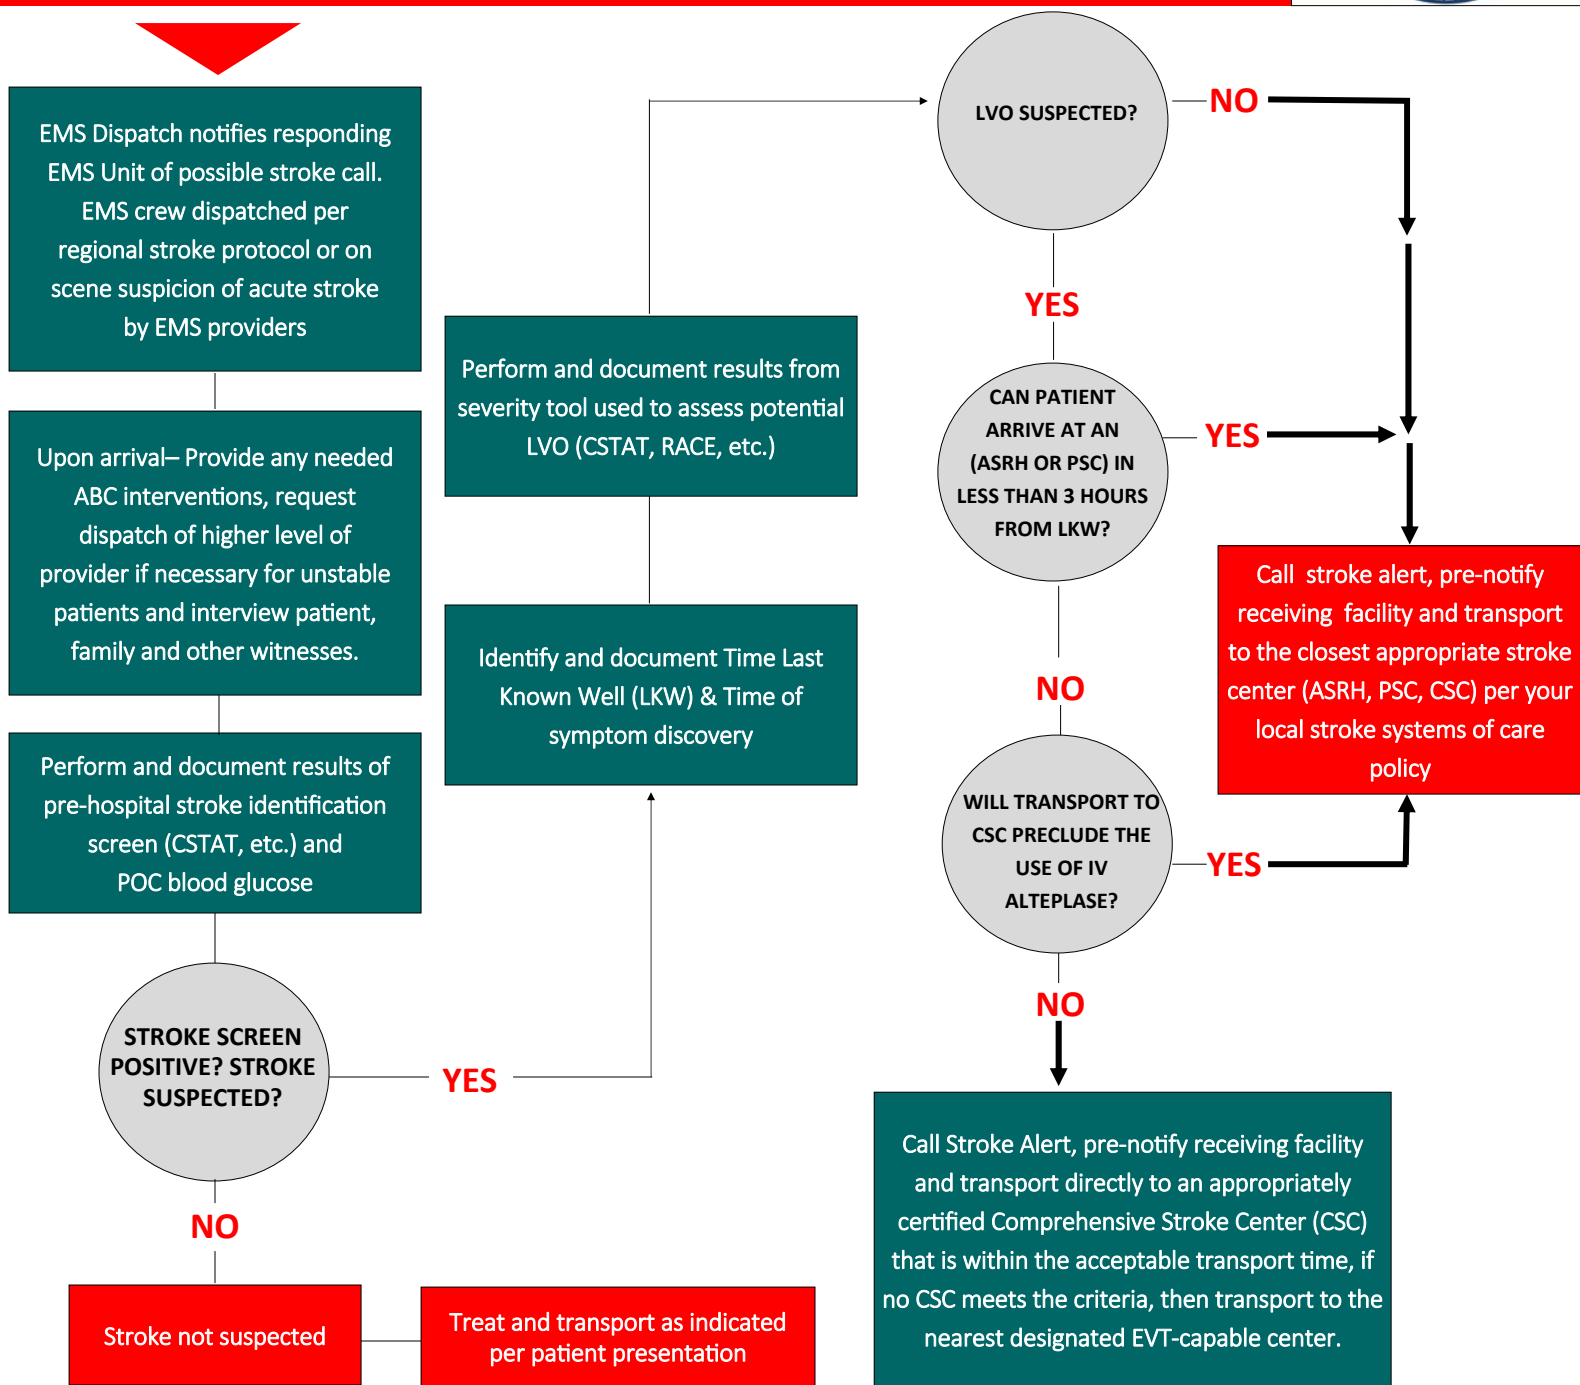 EMS Dispatch notifies responding
EMS Unit of possible stroke call.
EMS crew dispatched per
regional stroke protocol or on
scene suspicion of acute stroke
by EMS providers
Upon arrival– Provide any needed
ABC interventions, request
dispatch of higher level of
provider if necessary for unstable
patients and interview patient,
family and other witnesses.
Perform and document results of
pre-hospital stroke identification
screen (CSTAT, etc.) and
POC blood glucose
STROKE SCREEN
POSITIVE? STROKE
SUSPECTED?
YES
NO
Stroke not suspected
Treat and transport as indicated
per patient presentation
Identify and document Time Last
Known Well (LKW) & Time of
symptom discovery
Perform and document results from
severity tool used to assess potential
LVO (CSTAT, RACE, etc.)
LVO SUSPECTED?
NO
YES
CAN PATIENT
ARRIVE AT AN
(ASRH OR PSC) IN
LESS THAN 3 HOURS
FROM LKW?
YES
NO
WILL TRANSPORT TO
CSC PRECLUDE THE
USE OF IV
ALTEPLASE?
YES
NO
Call stroke alert, pre-notify
receiving facility and transport
to the closest appropriate stroke
center (ASRH, PSC, CSC) per your
local stroke systems of care
policy
Call Stroke Alert, pre-notify receiving facility
and transport directly to an appropriately
certified Comprehensive Stroke Center (CSC)
that is within the acceptable transport time, if
no CSC meets the criteria, then transport to the
nearest designated EVT-capable center.